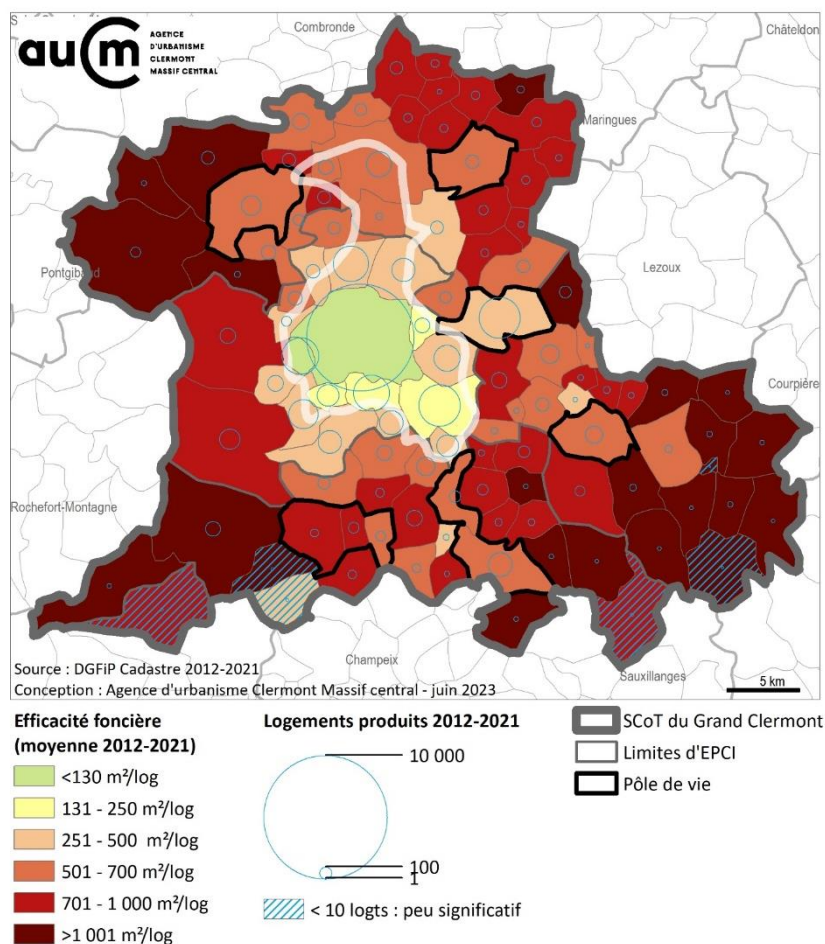 Combronde
Châteldon
auCm
AGENCE
D'URBANISME
CLERMONT
MASSIF CENTRAL
Maringues
Pontgibaud
Lezoux
Courpière
Rochefort-Montagne
Champeix
Sauxillanges
Source : DGFiP Cadastre 2012-2021
Conception : Agence d'urbanisme Clermont Massif central - juin 2023
5 km
Efficacité foncière
(moyenne 2012-2021)
<130 m²/log
131 - 250 m²/log
251 - 500 m²/log
501 - 700 m²/log
701 - 1 000 m²/log
>1 001 m²/log
Logements produits 2012-2021
10 000
100
1
< 10 logts : peu significatif
SCoT du Grand Clermont
Limites d'EPCI
Pôle de vie